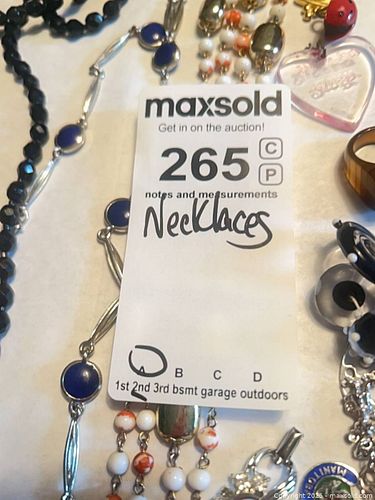 maxsold
Get in on the auction!
265 C
P
notes and measurements
Necklaces
B C D
1st 2nd 3rd bsmt garage outdoors
Copyright 2025 - maxsold.com